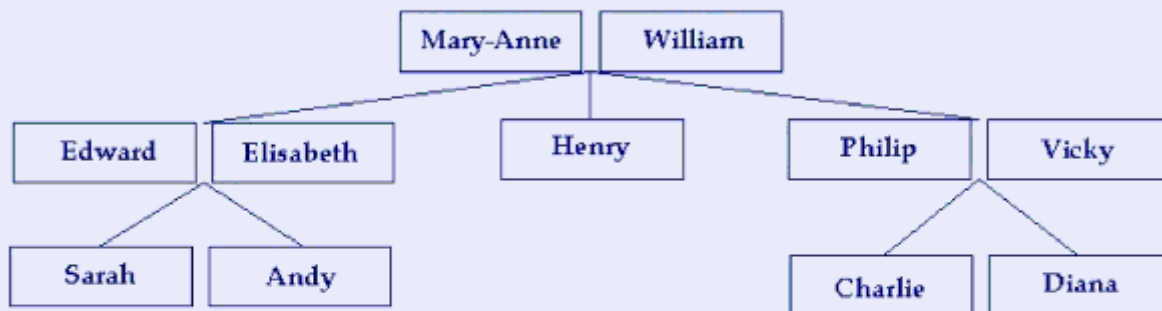 Mary-Anne William
Edward Elisabeth Henry Philip Vicky
Sarah Andy Charlie Diana